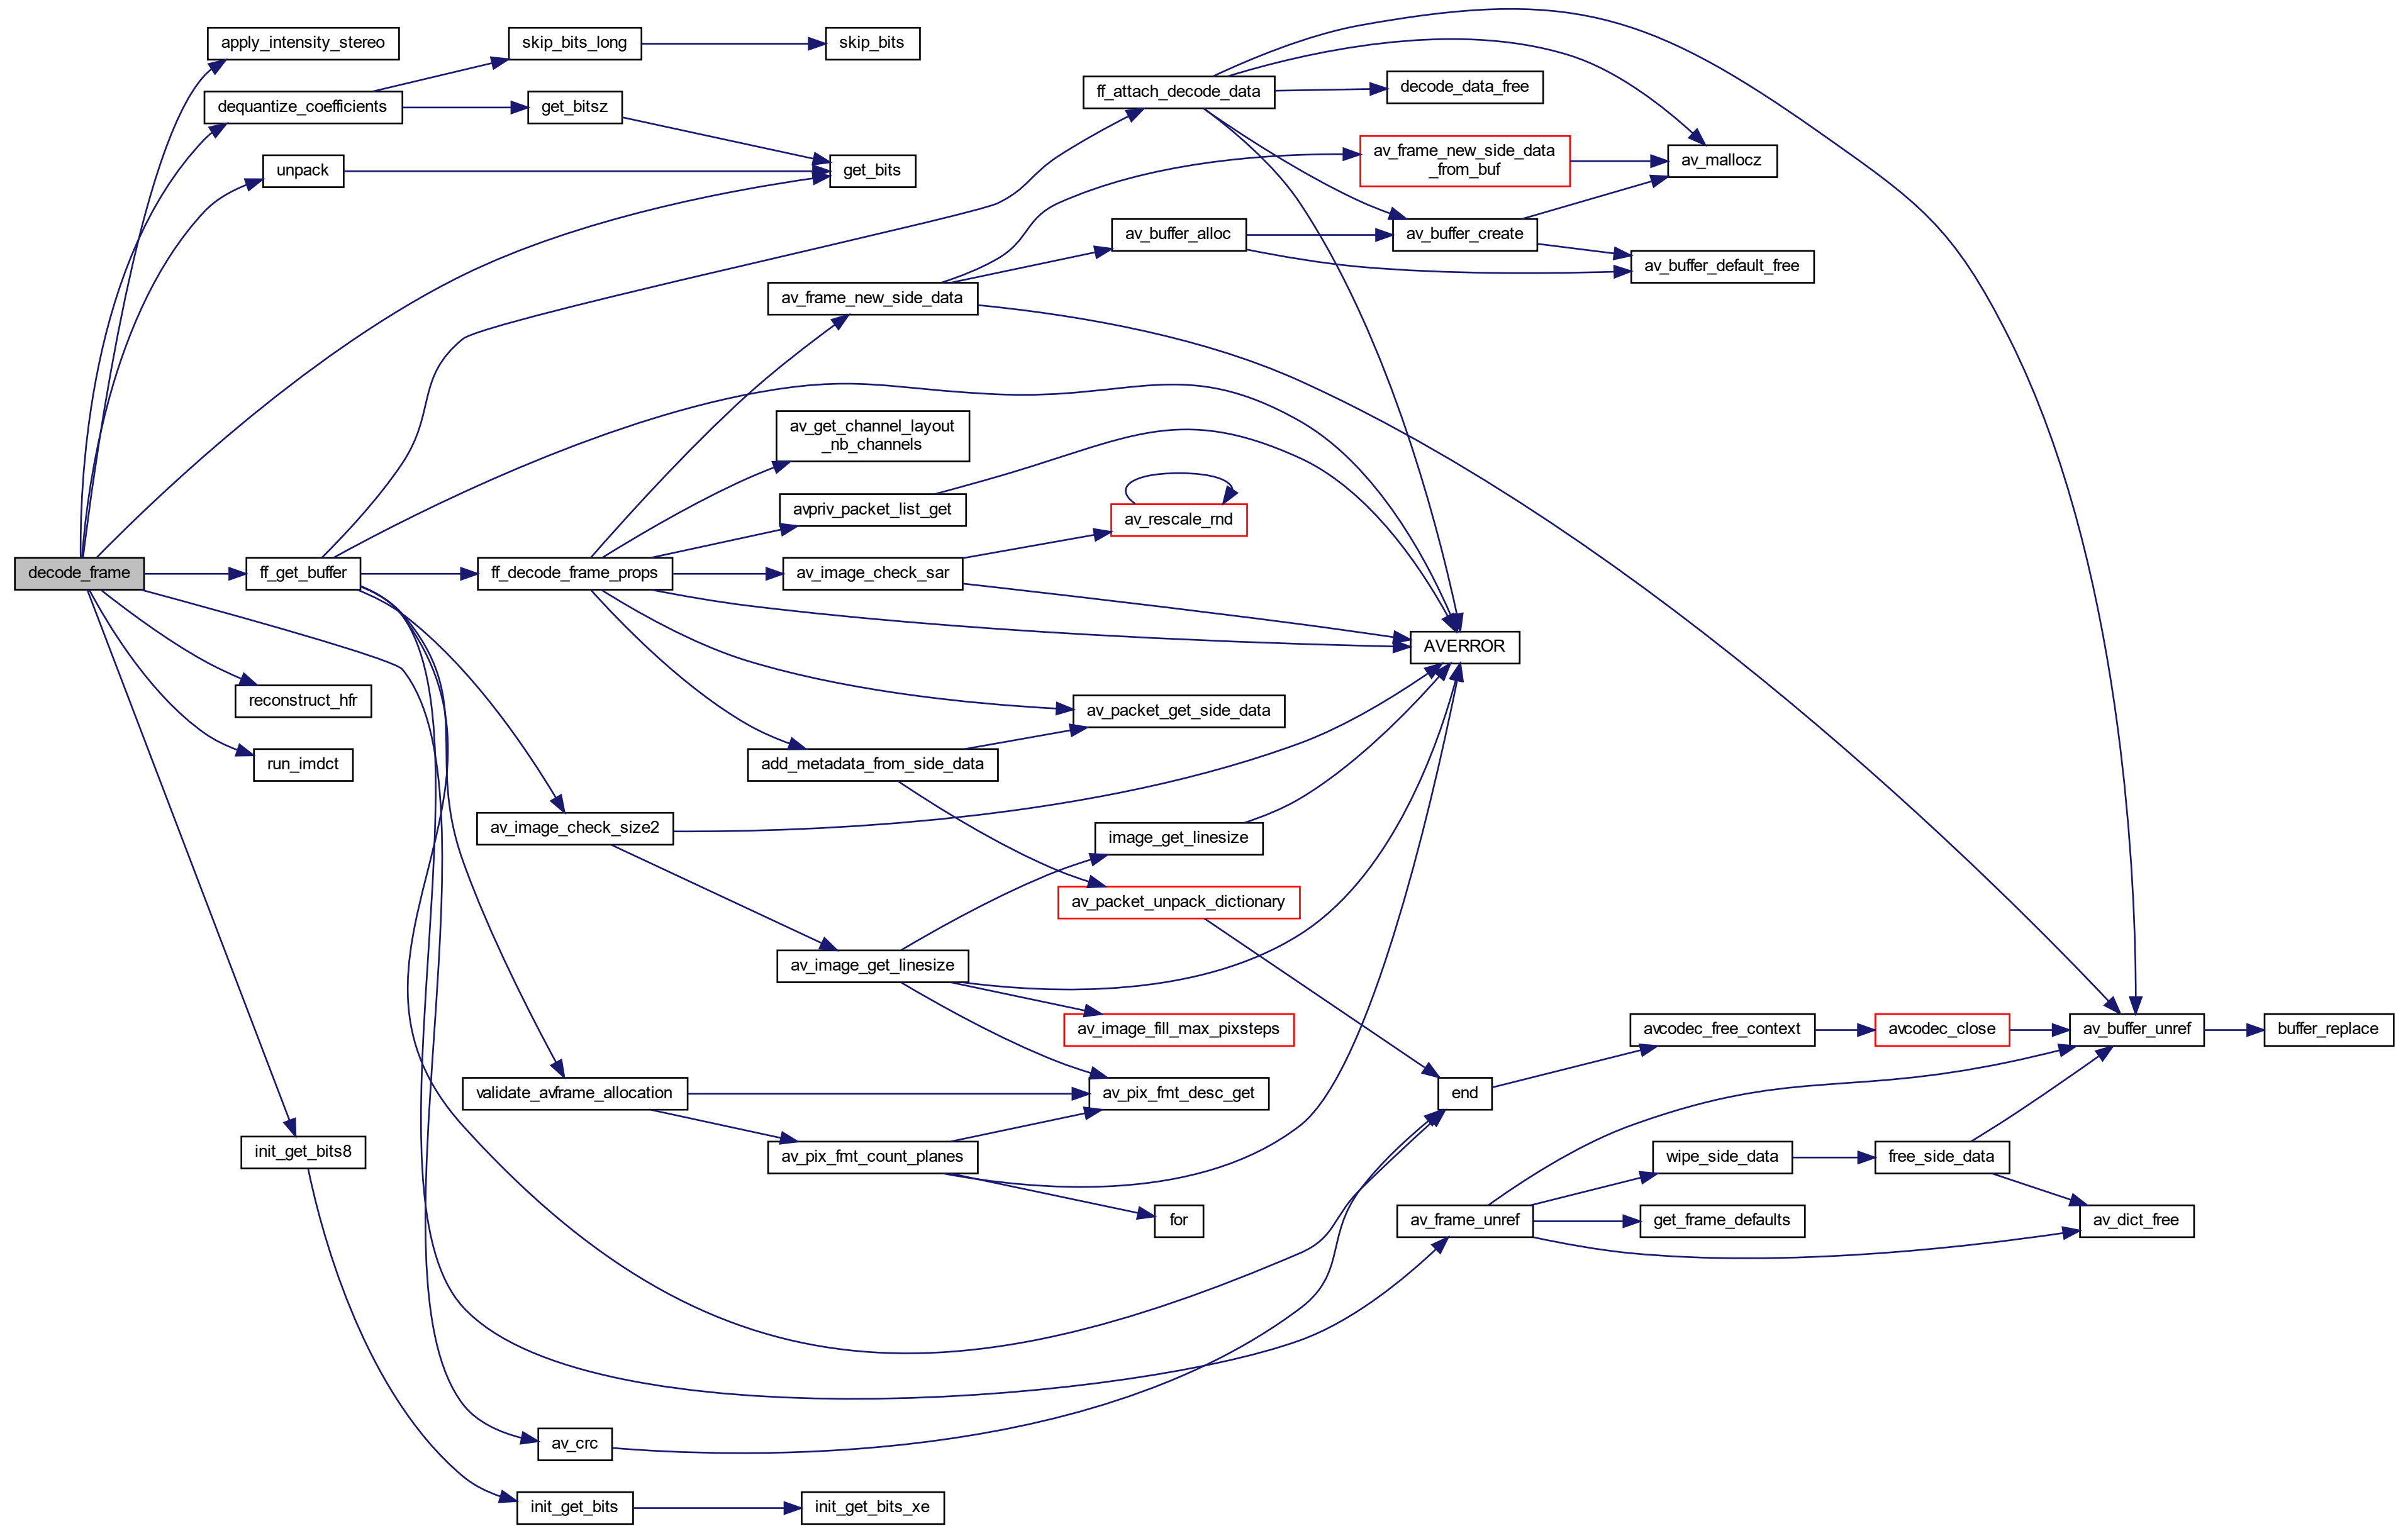 apply_intensity_stereo
skip_bits_long
skip_bits
dequantize_coefficients
get_bitsz
unpack
get_bits
ff_attach_decode_data
decode_data_free
av_frame_new_side_data
_from_buf
av_mallocz
av_buffer_alloc
av_buffer_create
av_buffer_default_free
av_frame_new_side_data
av_get_channel_layout
_nb_channels
avpriv_packet_list_get
av_rescale_rnd
decode_frame
ff_get_buffer
ff_decode_frame_props
av_image_check_sar
AVERROR
reconstruct_hfr
av_packet_get_side_data
run_imdct
add_metadata_from_side_data
av_image_check_size2
image_get_linesize
av_packet_unpack_dictionary
av_image_get_linesize
av_image_fill_max_pixsteps
avcodec_free_context
avcodec_close
av_buffer_unref
buffer_replace
validate_avframe_allocation
av_pix_fmt_desc_get
end
init_get_bits8
av_pix_fmt_count_planes
wipe_side_data
free_side_data
for
av_frame_unref
get_frame_defaults
av_dict_free
av_crc
init_get_bits
init_get_bits_xe